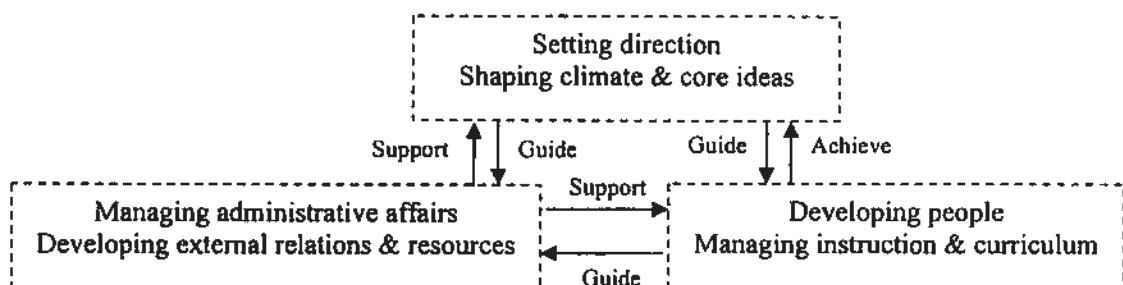 Setting direction
Shaping climate & core ideas
Support
Guide
Guide
Achieve
Managing administrative affairs
Developing external relations & resources
Support
Guide
Developing people
Managing instruction & curriculum